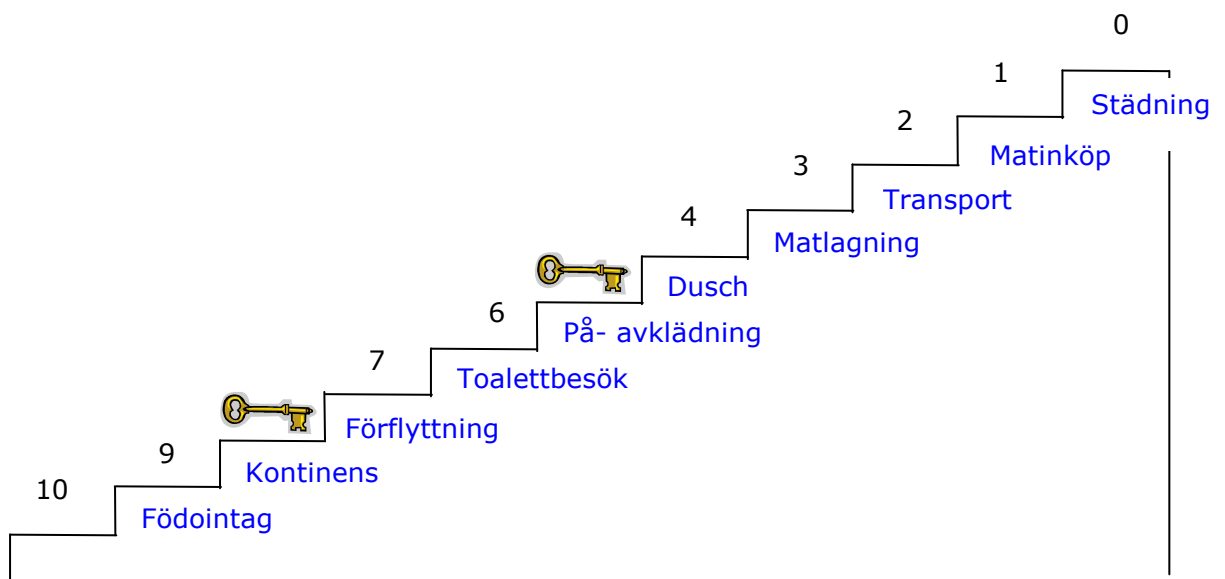 0
1
Städning
2
Matinköp
3
Transport
4
Matlagning
Dusch
6
På- avklädning
7
Toalettbesök
Förflyttning
9
Kontinens
10
Födointag